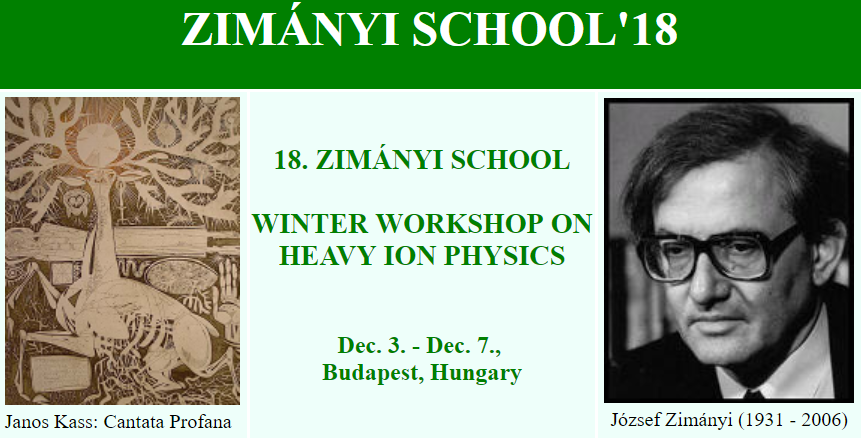 ZIMÁNYI SCHOOL'18
18. ZIMÁNYI SCHOOL
WINTER WORKSHOP ON
HEAVY ION PHYSICS
Dec. 3. - Dec. 7.,
Budapest, Hungary
Janos Kass: Cantata Profana
József Zimányi (1931 - 2006)